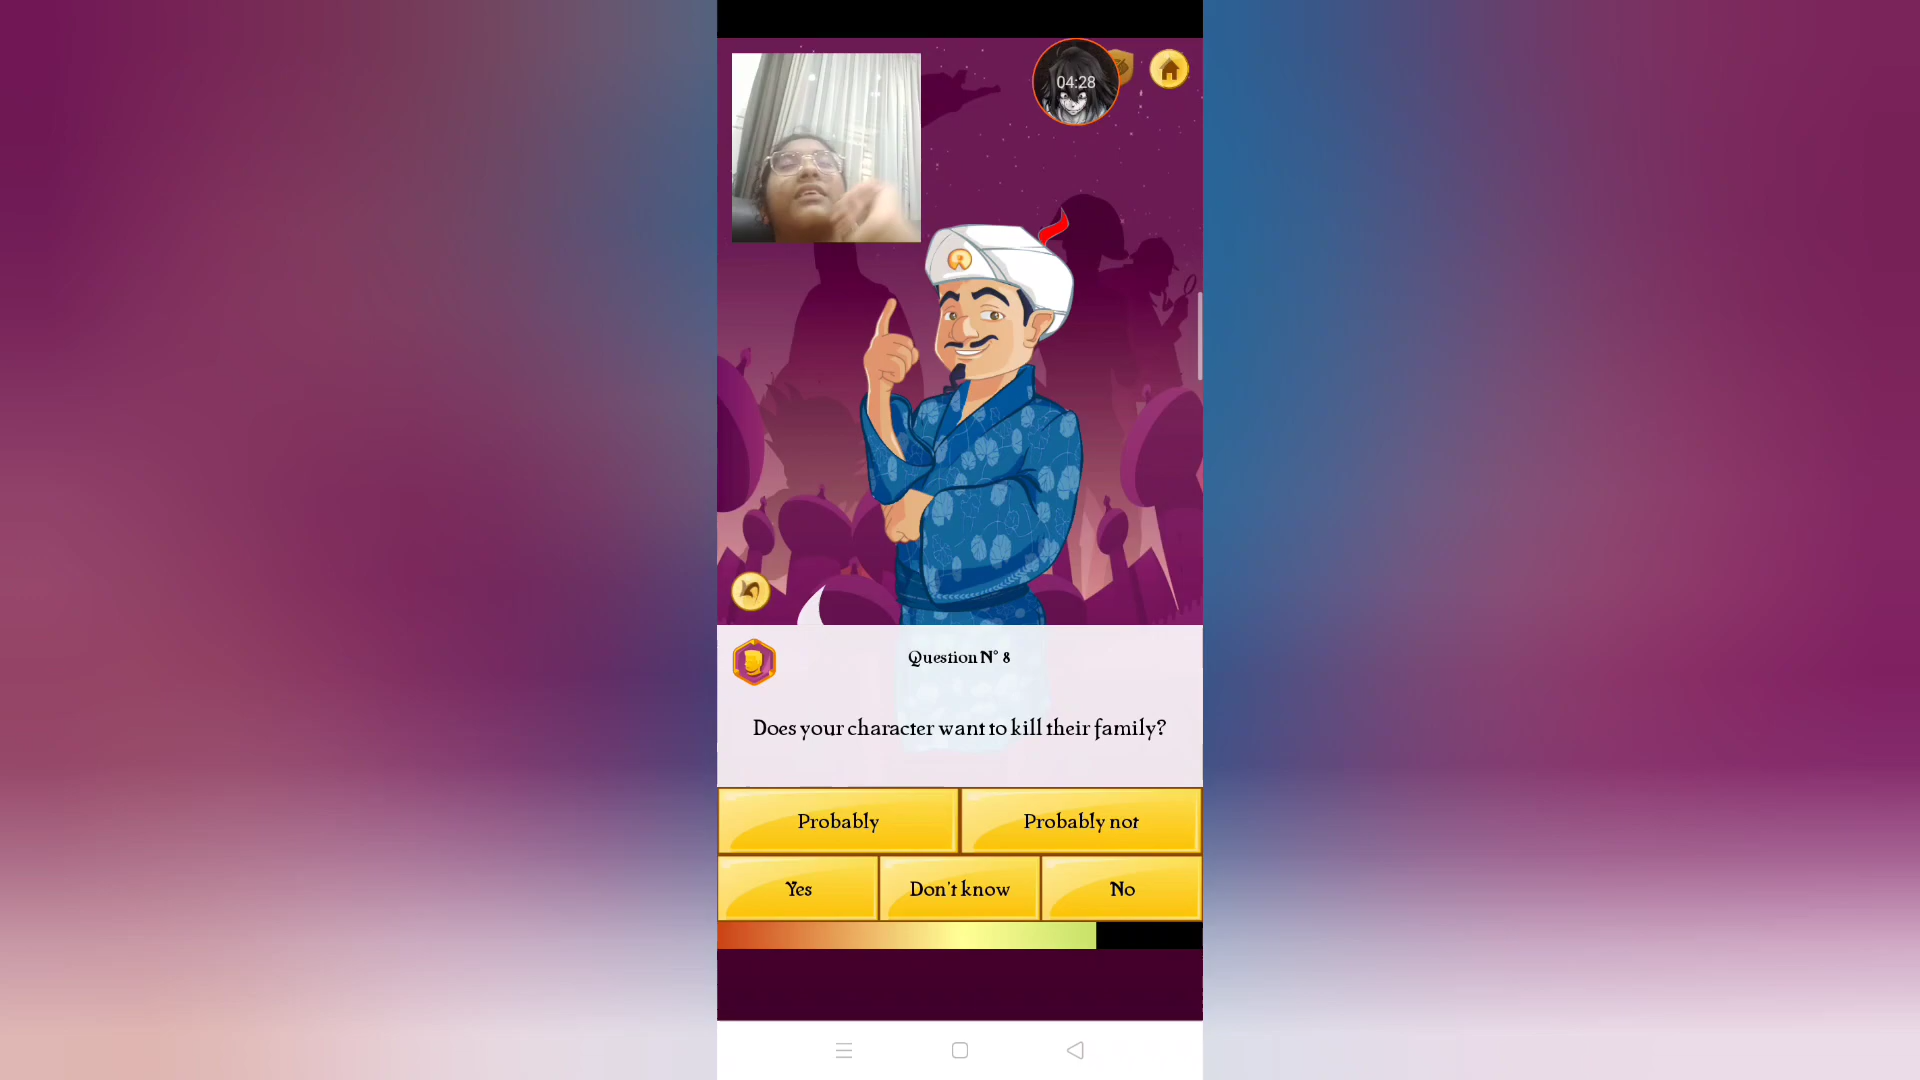 04:28
Question N° 8
Does your character want to kill their family?
Probably
Probably not
Yes
Don't know
No